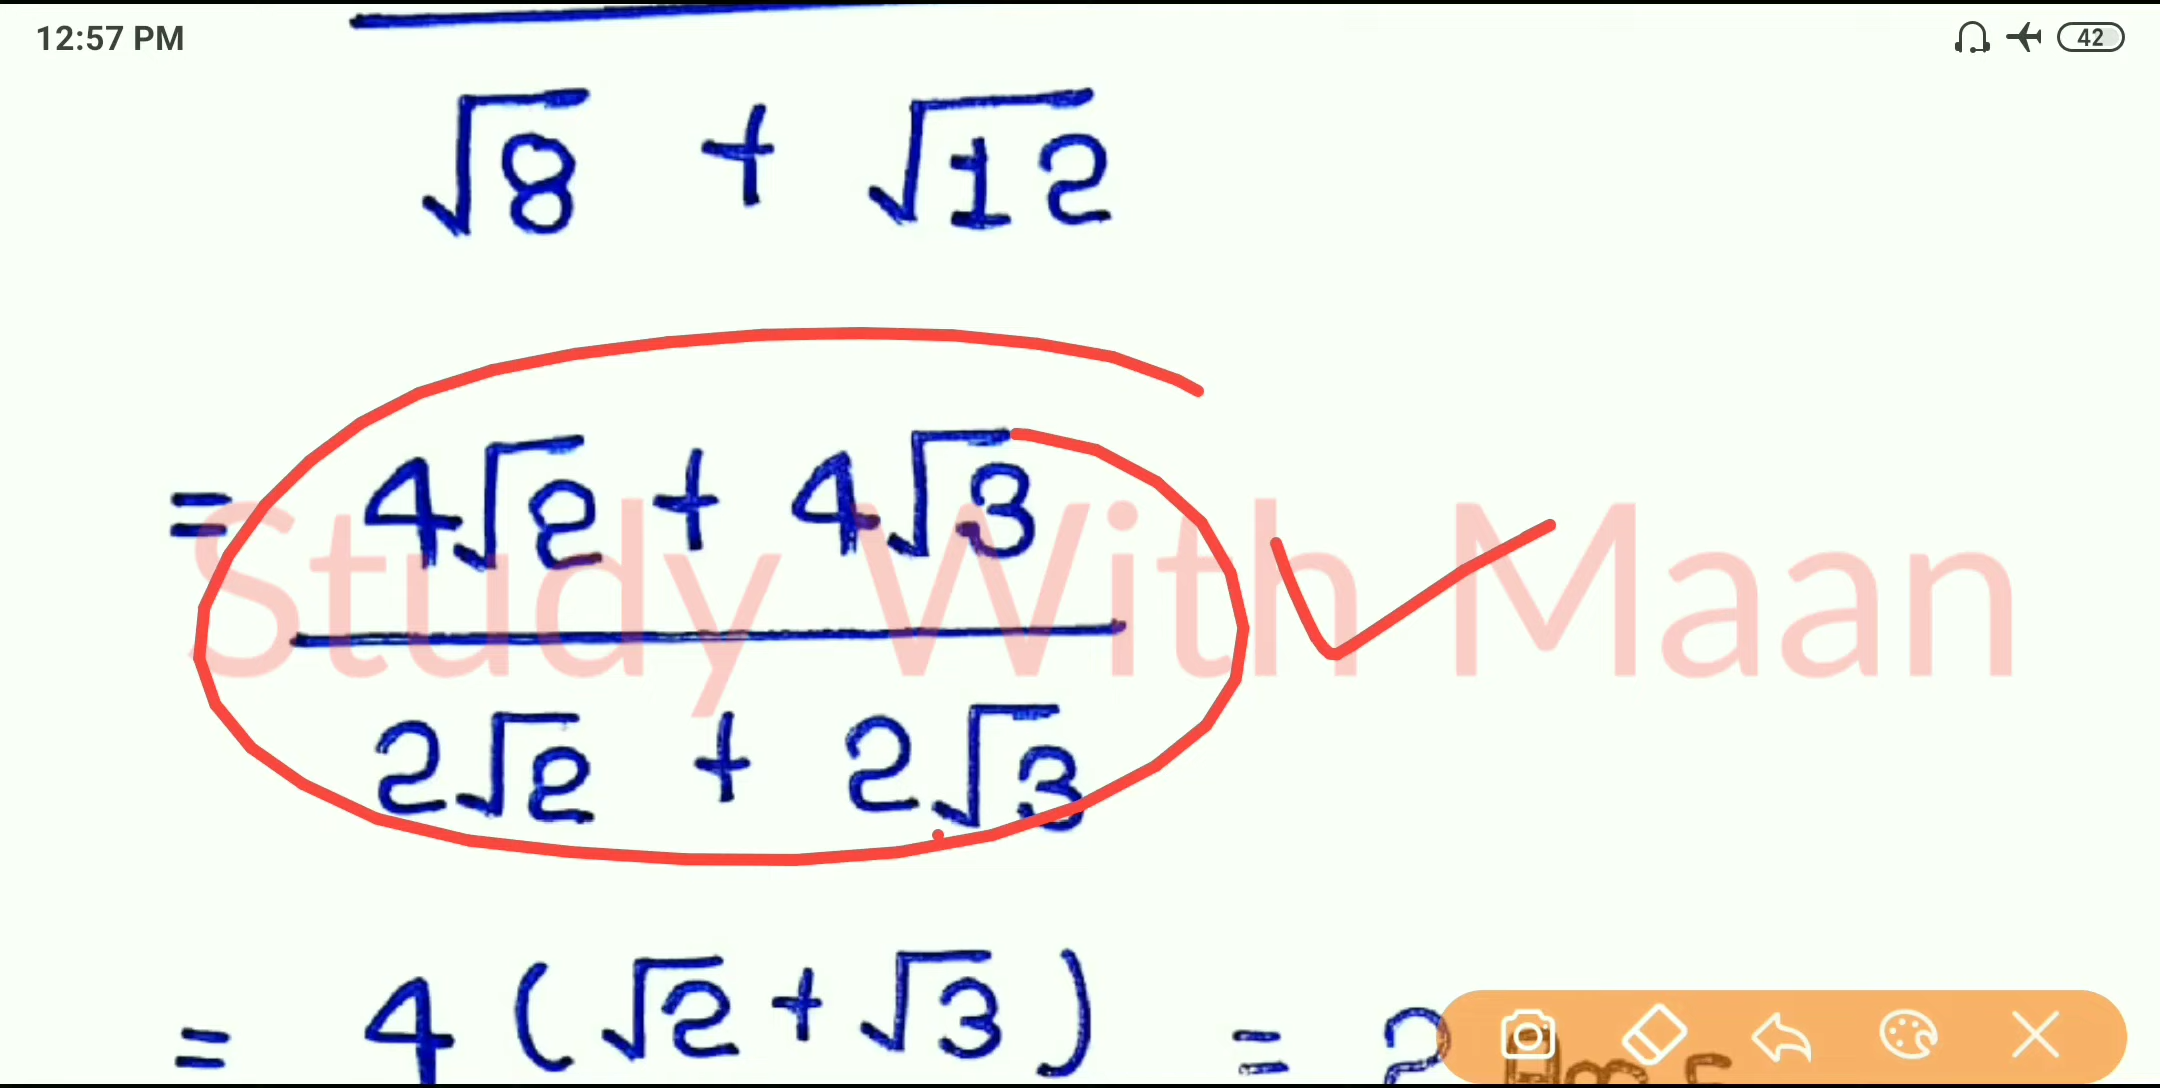 12:57 PM 42
√8 + √12
= 4√2 + 4√3
2√2 + 2√3
Study With Maan
= 4 (√2 + √3) = 2